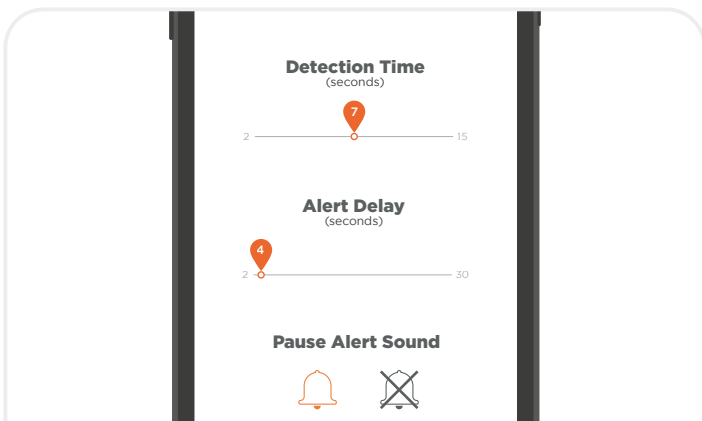 Detection Time
(seconds)
7
2 15
Alert Delay
(seconds)
4
2 30
Pause Alert Sound